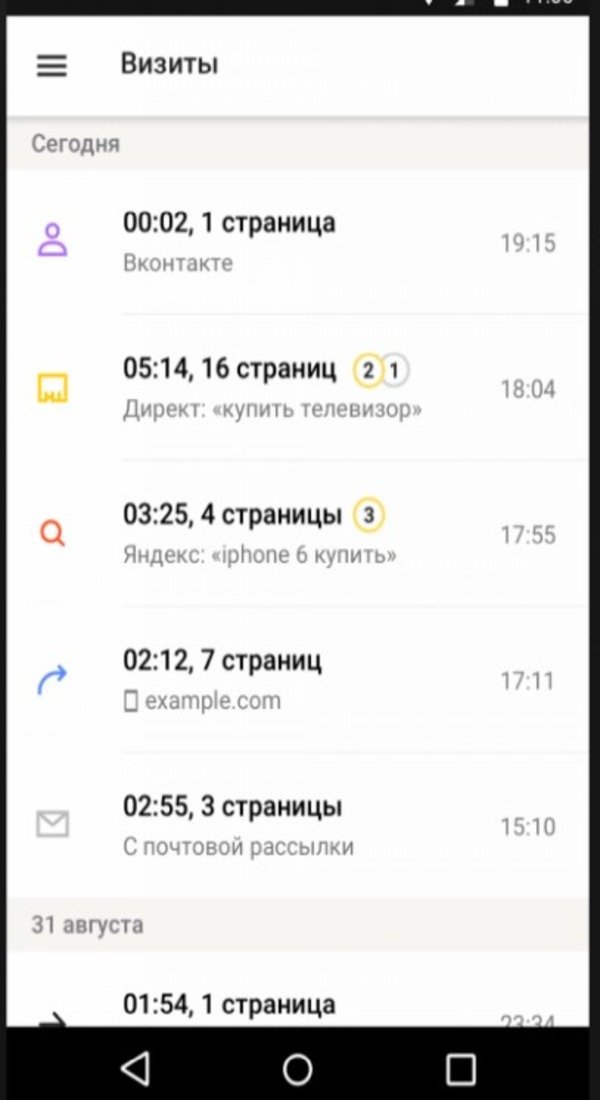 Визиты
Сегодня
00:02, 1 страница
Вконтакте
19:15
05:14, 16 страниц 2 1
Директ: «купить телевизор»
18:04
03:25, 4 страницы 3
Яндекс: «iphone 6 купить»
17:55
02:12, 7 страниц
example.com
17:11
02:55, 3 страницы
С почтовой рассылки
15:10
31 августа
01:54, 1 страница
23:34